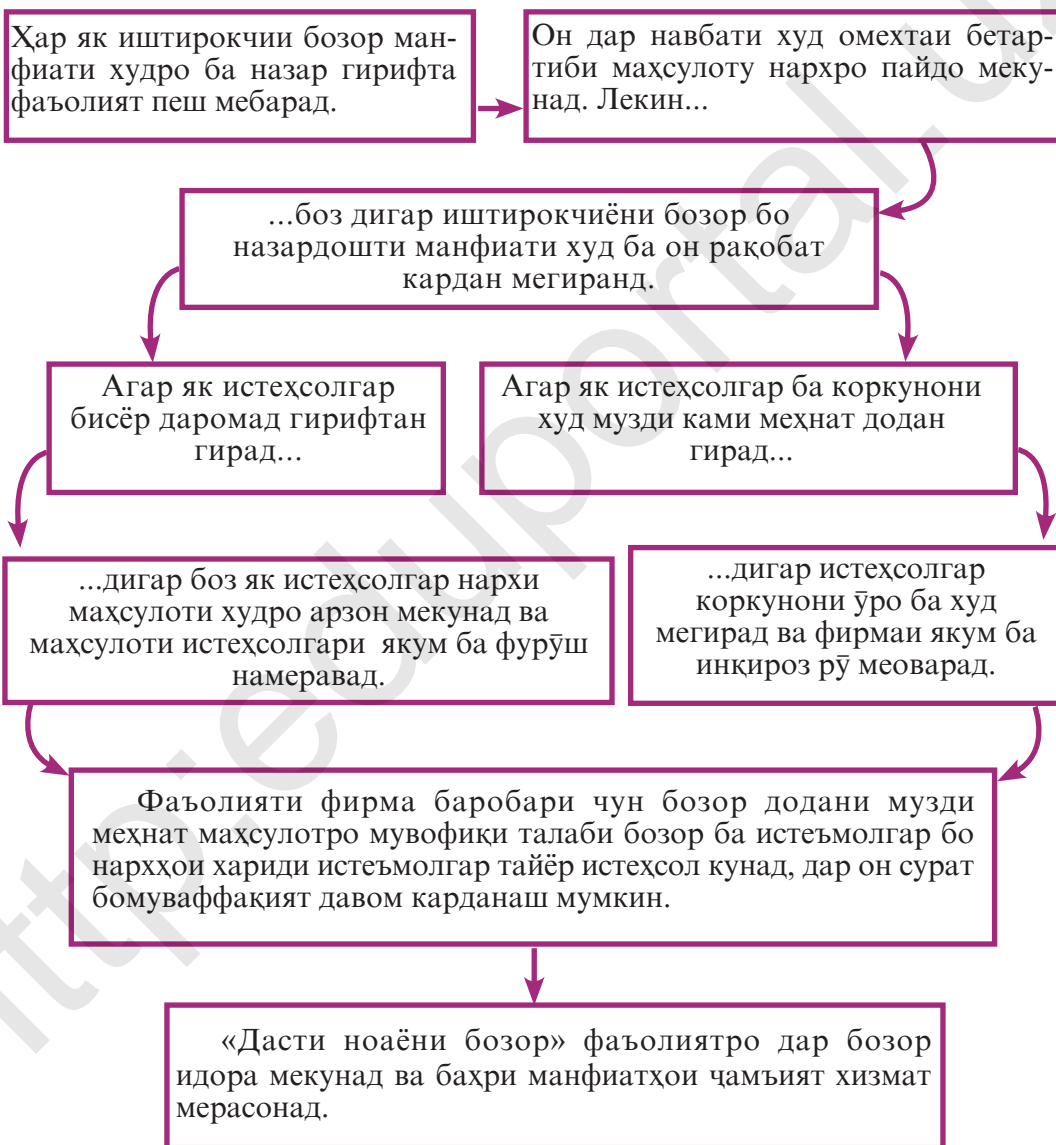 Ҳар як иштирокчии бозор ман-
фиати худро ба назар гирифта
фаъолият пеш мебарад.
Он дар навбати худ омехтаи бетар-
тиби маҳсулоту нархро пайдо меку-
над. Лекин...
...боз дигар иштирокчиёни бозор бо
назардошти манфиати худ ба он рақобат
кардан мегиранд.
Агар як истеҳсолгар
бисёр даромад гирифтан
гирад...
Агар як истеҳсолгар ба коркунони
худ музди ками меҳнат додан
гирад...
...дигар боз як истеҳсолгар нархи
маҳсулоти худро арзон мекунад ва
маҳсулоти истеҳсолгари якум ба фурӯш
намеравад.
...дигар истеҳсолгар
коркунони ӯро ба худ
мегирад ва фирмаи якум ба
инқироз рӯ меоварад.
Фаъолияти фирма баробари чун бозор додани музди
меҳнат маҳсулотро мувофиқи талаби бозор ба истеъмолгар бо
нархҳои хариди истеъмолгар тайёр истеҳсол кунад, дар он сурат
бомуваффақият давом карданаш мумкин.
«Дасти ноаёни бозор» фаъолиятро дар бозор
идора мекунад ва баҳри манфиатҳои ҷамъият хизмат
мерасонад.
ttp:eduportal.u